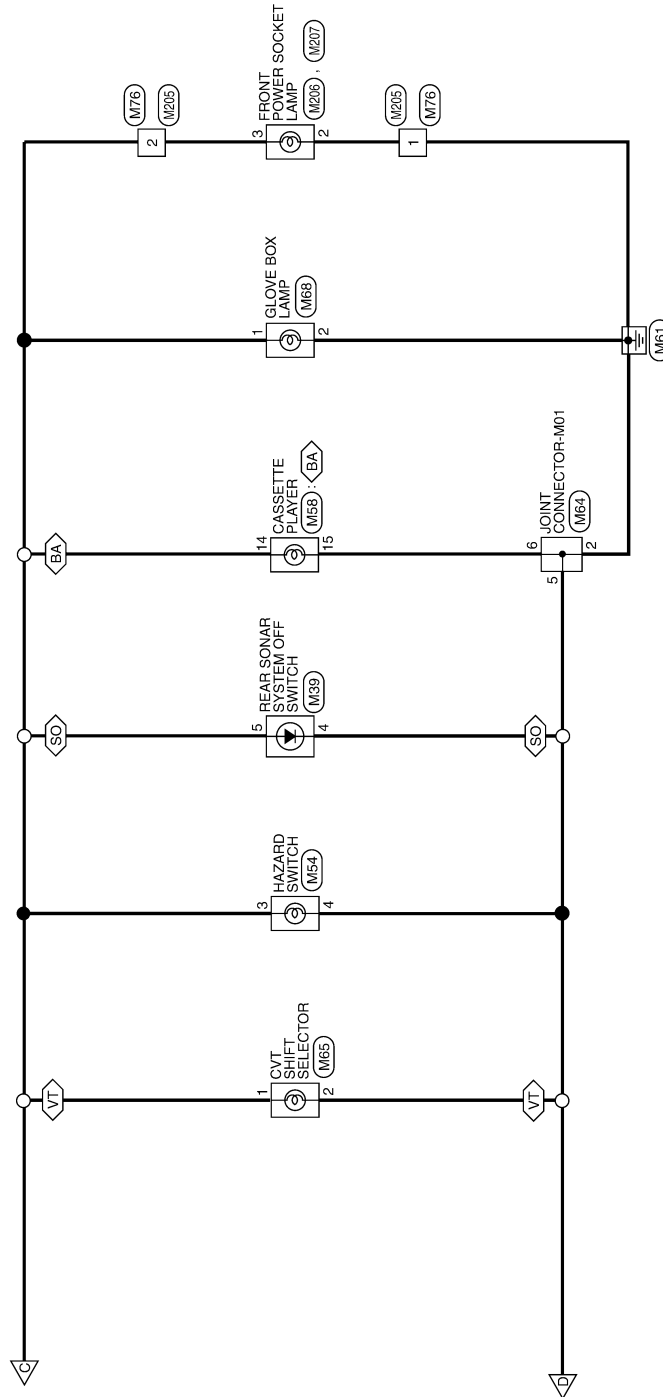 C
VT
1
CVT
SHIFT
SELECTOR
M65
2
VT
D
3
HAZARD
SWITCH
M54
4
SO
5
REAR SONAR
SYSTEM OFF
SWITCH
M39
4
SO
BA
14
CASSETTE
PLAYER
M58 : BA
15
6
JOINT
CONNECTOR-M01
M64
5
2
1
GLOVE BOX
LAMP
M68
2
M61
M76
M205
2
3
FRONT
POWER SOCKET
LAMP
M206 , M207
2
M205
M76
1